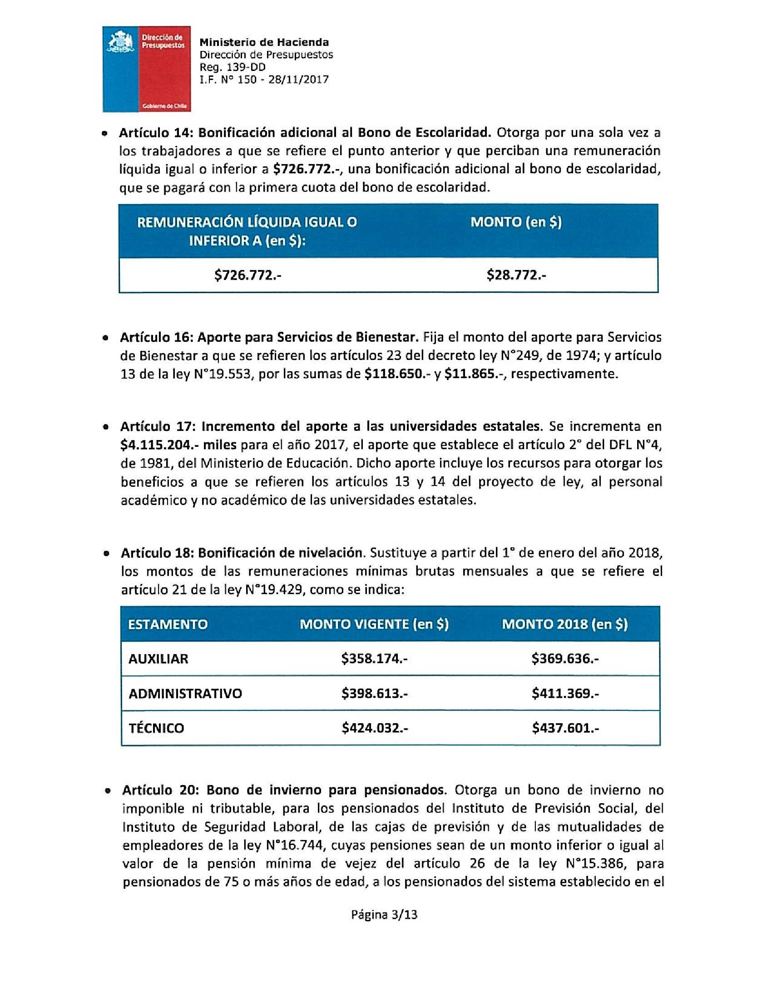 Dirección de
Presupuestos
Gobierno de Chile
Ministerio de Hacienda
Dirección de Presupuestos
Reg. 139-DD
I.F. N° 150 - 28/11/2017
• Artículo 14: Bonificación adicional al Bono de Escolaridad. Otorga por una sola vez a
los trabajadores a que se refiere el punto anterior y que perciban una remuneración
líquida igual o inferior a $726.772.-, una bonificación adicional al bono de escolaridad,
que se pagará con la primera cuota del bono de escolaridad.
REMUNERACIÓN LÍQUIDA IGUAL O MONTO (en $)
INFERIOR A (en $):
$726.772.- $28.772.-
• Artículo 16: Aporte para Servicios de Bienestar. Fija el monto del aporte para Servicios
de Bienestar a que se refieren los artículos 23 del decreto ley N°249, de 1974; y artículo
13 de la ley N°19.553, por las sumas de $118.650.- y $11.865.-, respectivamente.
• Artículo 17: Incremento del aporte a las universidades estatales. Se incrementa en
$4.115.204.- miles para el año 2017, el aporte que establece el artículo 2° del DFL N°4,
de 1981, del Ministerio de Educación. Dicho aporte incluye los recursos para otorgar los
beneficios a que se refieren los artículos 13 y 14 del proyecto de ley, al personal
académico y no académico de las universidades estatales.
• Artículo 18: Bonificación de nivelación. Sustituye a partir del 1° de enero del año 2018,
los montos de las remuneraciones mínimas brutas mensuales a que se refiere el
artículo 21 de la ley N°19.429, como se indica:
ESTAMENTO MONTO VIGENTE (en $) MONTO 2018 (en $)
AUXILIAR $358.174.- $369.636.-
ADMINISTRATIVO $398.613.- $411.369.-
TÉCNICO $424.032.- $437.601.-
• Artículo 20: Bono de invierno para pensionados. Otorga un bono de invierno no
imponible ni tributable, para los pensionados del Instituto de Previsión Social, del
Instituto de Seguridad Laboral, de las cajas de previsión y de las mutualidades de
empleadores de la ley N°16.744, cuyas pensiones sean de un monto inferior o igual al
valor de la pensión mínima de vejez del artículo 26 de la ley N°15.386, para
pensionados de 75 o más años de edad, a los pensionados del sistema establecido en el
Página 3/13